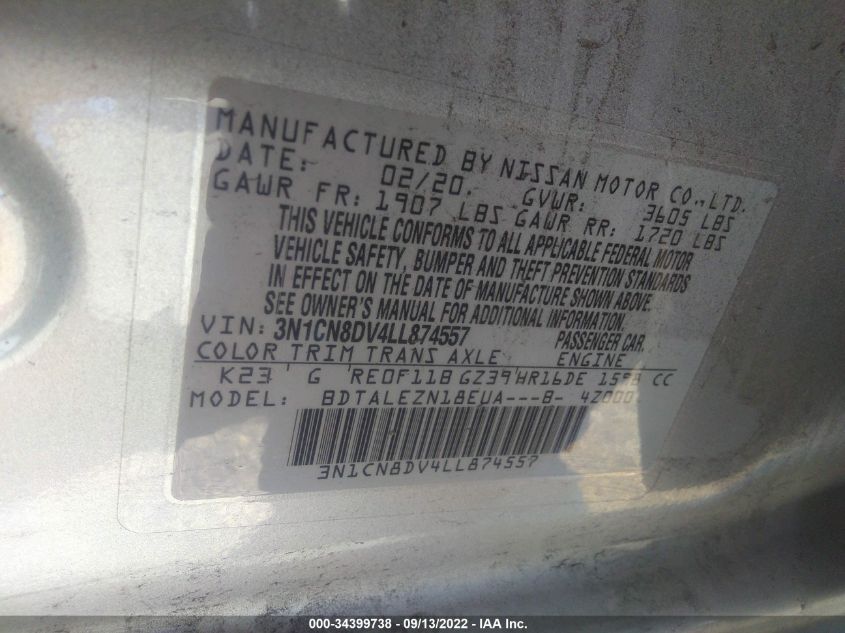 MANUFACTURED BY NISSAN MOTOR CO.,LTD.
DATE: 02/20. GVWR: 3605 LBS
GAWR FR: 1907 LBS GAWR RR: 1720 LBS
THIS VEHICLE CONFORMS TO ALL APPLICABLE FEDERAL MOTOR
VEHICLE SAFETY, BUMPER AND THEFT PREVENTION STANDARDS
IN EFFECT ON THE DATE OF MANUFACTURE SHOWN ABOVE.
SEE OWNER'S MANUAL FOR ADDITIONAL INFORMATION.
VIN: 3N1CN8DV4LL874557 PASSENGER CAR.
COLOR TRIM TRANS AXLE ENGINE
K23 G RE0F11B GZ39 HR16DE 1598 CC
MODEL: BDTALEZN18EUA---B-
3N1CN8DV4LL874557
000-34399738 - 09/13/2022 - IAA Inc.